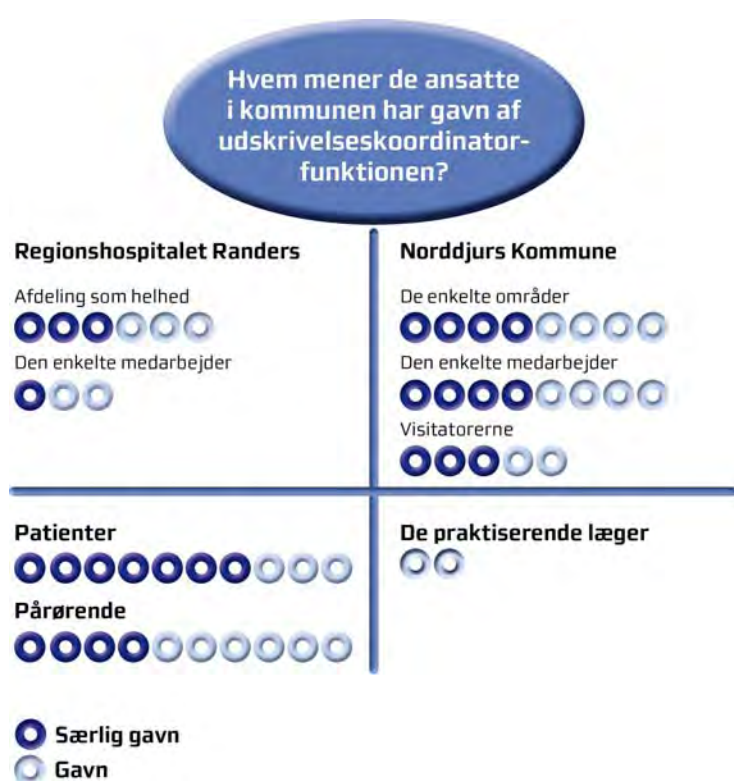 Hvem mener de ansatte
i kommunen har gavn af
udskrivelseskoordinator-
funktionen?
Regionshospitalet Randers
Afdeling som helhed
Den enkelte medarbejder
Norddjurs Kommune
De enkelte områder
Den enkelte medarbejder
Visitatorerne
Patienter
Pårørende
De praktiserende læger
Særlig gavn
Gavn